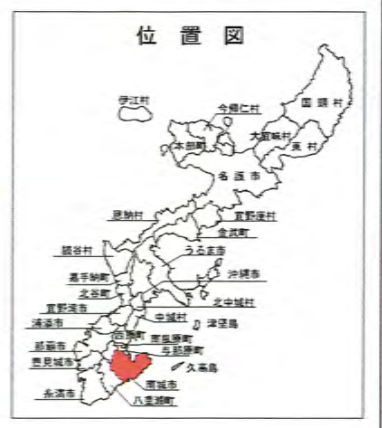 位置図
伊江村
今帰仁村
国頭村
大宜味村
本部町
東村
名護市
恩納村
宜野座村
金武町
読谷村
うるま市
嘉手納町
沖縄市
北谷町
北中城村
宜野湾市
中城村
津堅島
浦添市
西原町
南風原町
那覇市
与那原町
豊見城市
久高島
南城市
糸満市
八重瀬町